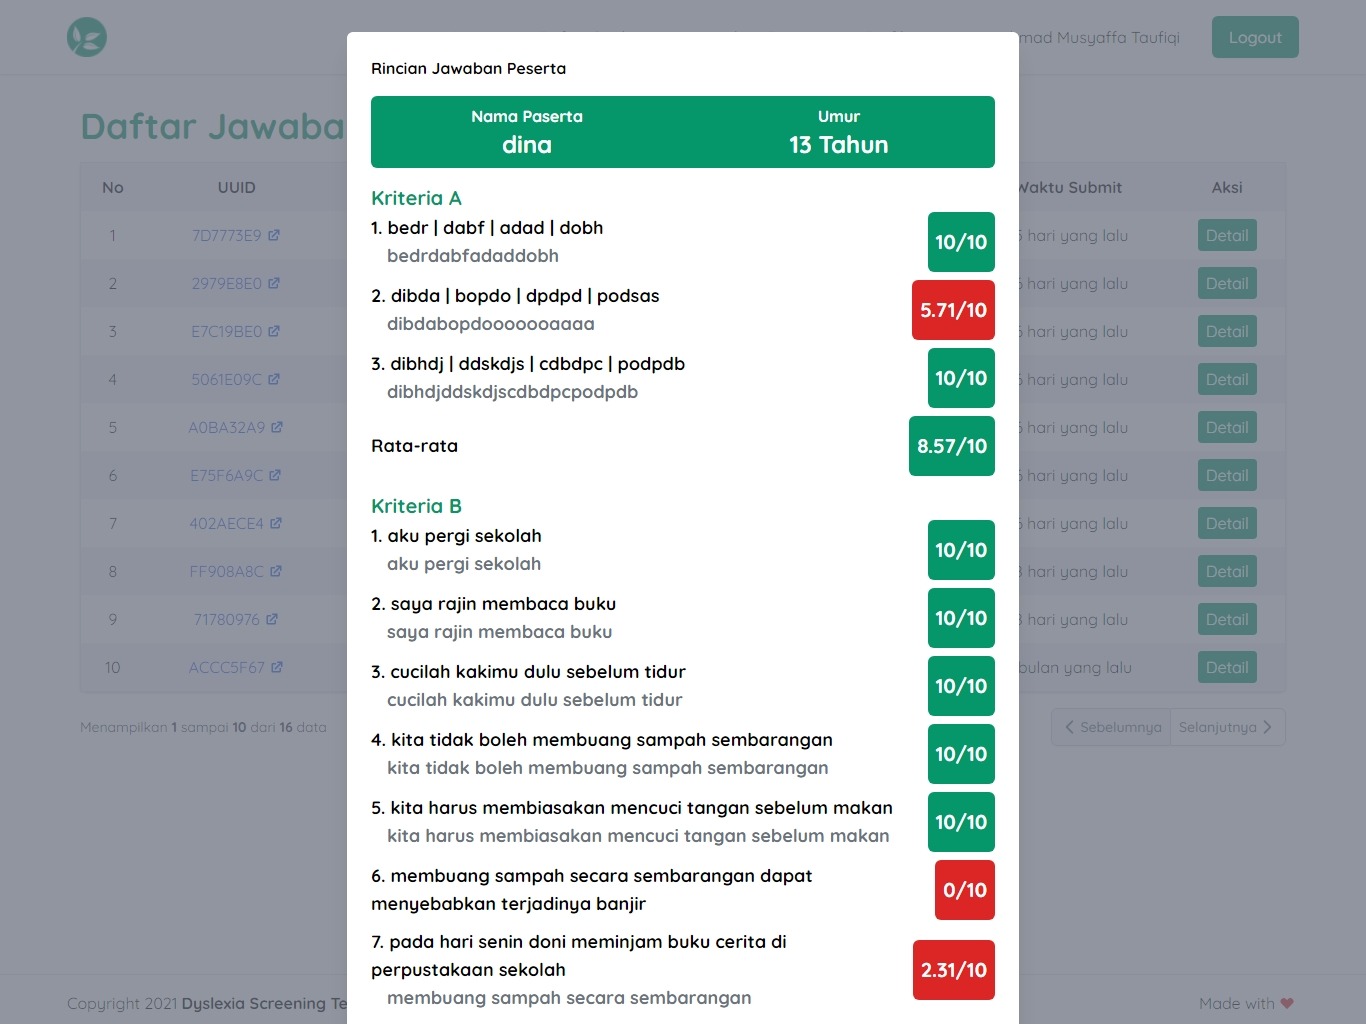 mad Musyaffa Taufiqi
Logout
Daftar Jawaba
No UUID Waktu Submit Aksi
1 7D7773E9 hari yang lalu Detail
2 2979E8E0 hari yang lalu Detail
3 E7C19BE0 hari yang lalu Detail
4 5061E09C hari yang lalu Detail
5 A0BA32A9 hari yang lalu Detail
6 E75F6A9C hari yang lalu Detail
7 402AECE4 hari yang lalu Detail
8 FF908A8C hari yang lalu Detail
9 71780976 hari yang lalu Detail
10 ACCC5F67 bulan yang lalu Detail
Menampilkan 1 sampai 10 dari 16 data
Sebelumnya Selanjutnya
Rincian Jawaban Peserta
Nama Paserta Umur
dina 13 Tahun
Kriteria A
1. bedr | dabf | adad | dobh
bedrdabfadaddobh
10/10
2. dibda | bopdo | dpdpd | podsas
dibdabopdoooooooaaaa
5.71/10
3. dibhdj | ddskdjs | cdbdpc | podpdb
dibhdjddskdjscdbdpcpodpdb
10/10
Rata-rata 8.57/10
Kriteria B
1. aku pergi sekolah
aku pergi sekolah
10/10
2. saya rajin membaca buku
saya rajin membaca buku
10/10
3. cucilah kakimu dulu sebelum tidur
cucilah kakimu dulu sebelum tidur
10/10
4. kita tidak boleh membuang sampah sembarangan
kita tidak boleh membuang sampah sembarangan
10/10
5. kita harus membiasakan mencuci tangan sebelum makan
kita harus membiasakan mencuci tangan sebelum makan
10/10
6. membuang sampah secara sembarangan dapat
menyebabkan terjadinya banjir
0/10
7. pada hari senin doni meminjam buku cerita di
perpustakaan sekolah
membuang sampah secara sembarangan
2.31/10
Copyright 2021 Dyslexia Screening Te
Made with